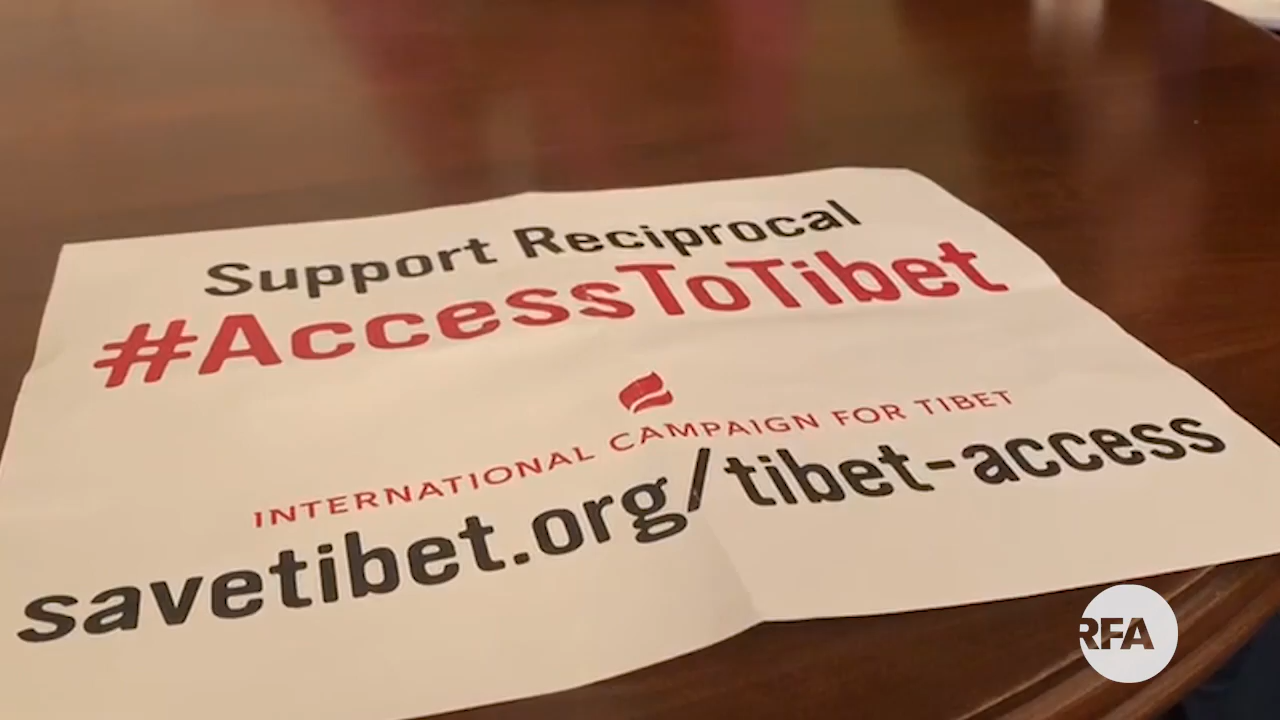 Support Reciprocal
#AccessToTibet
INTERNATIONAL CAMPAIGN FOR TIBET
savetibet.org/tibet-access
RFA